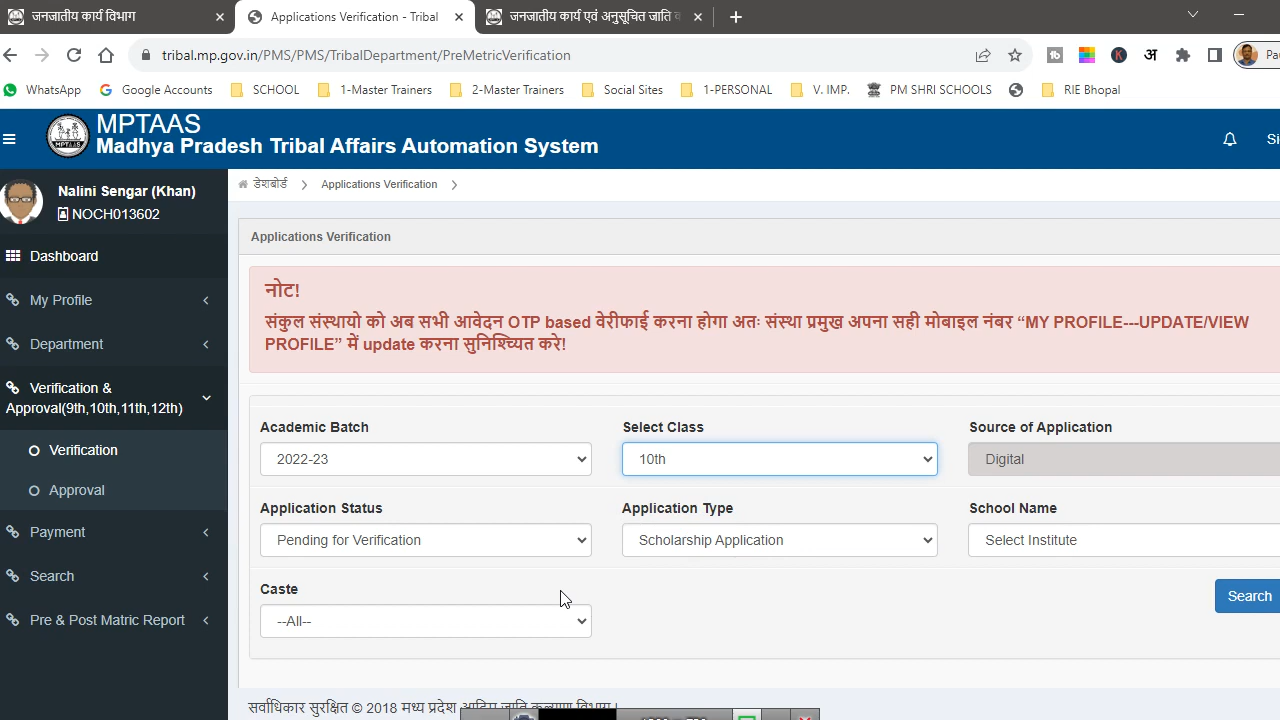 जनजातीय कार्य विभाग
Applications Verification - Tribal
जनजातीय कार्य एवं अनुसूचित जाति क
tribal.mp.gov.in/PMS/PMS/TribalDepartment/PreMetricVerification
WhatsApp
Google Accounts
SCHOOL
1-Master Trainers
2-Master Trainers
Social Sites
1-PERSONAL
V. IMP.
PM SHRI SCHOOLS
RIE Bhopal
MPTAAS
Madhya Pradesh Tribal Affairs Automation System
Nalini Sengar (Khan)
NOCH013602
Dashboard
My Profile
Department
Verification &
Approval(9th,10th,11th,12th)
Verification
Approval
Payment
Search
Pre & Post Matric Report
डेशबोर्ड
Applications Verification
Applications Verification
नोट!
संकुल संस्थायो को अब सभी आवेदन OTP based वेरीफाई करना होगा अतः संस्था प्रमुख अपना सही मोबाइल नंबर “MY PROFILE---UPDATE/VIEW
PROFILE” में update करना सुनिश्च्यित करे!
Academic Batch
Select Class
Source of Application
2022-23
10th
Digital
Application Status
Application Type
School Name
Pending for Verification
Scholarship Application
Select Institute
Caste
Search
--All--
सर्वाधिकार सुरक्षित © 2018 मध्य प्रदेश आदिम जाति कल्याण विभाग।